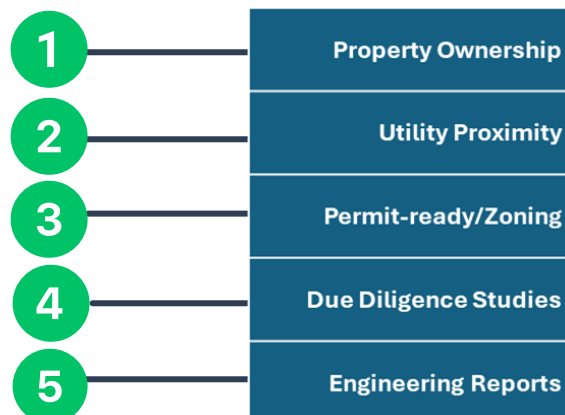 1 Property Ownership
2 Utility Proximity
3 Permit-ready/Zoning
4 Due Diligence Studies
5 Engineering Reports